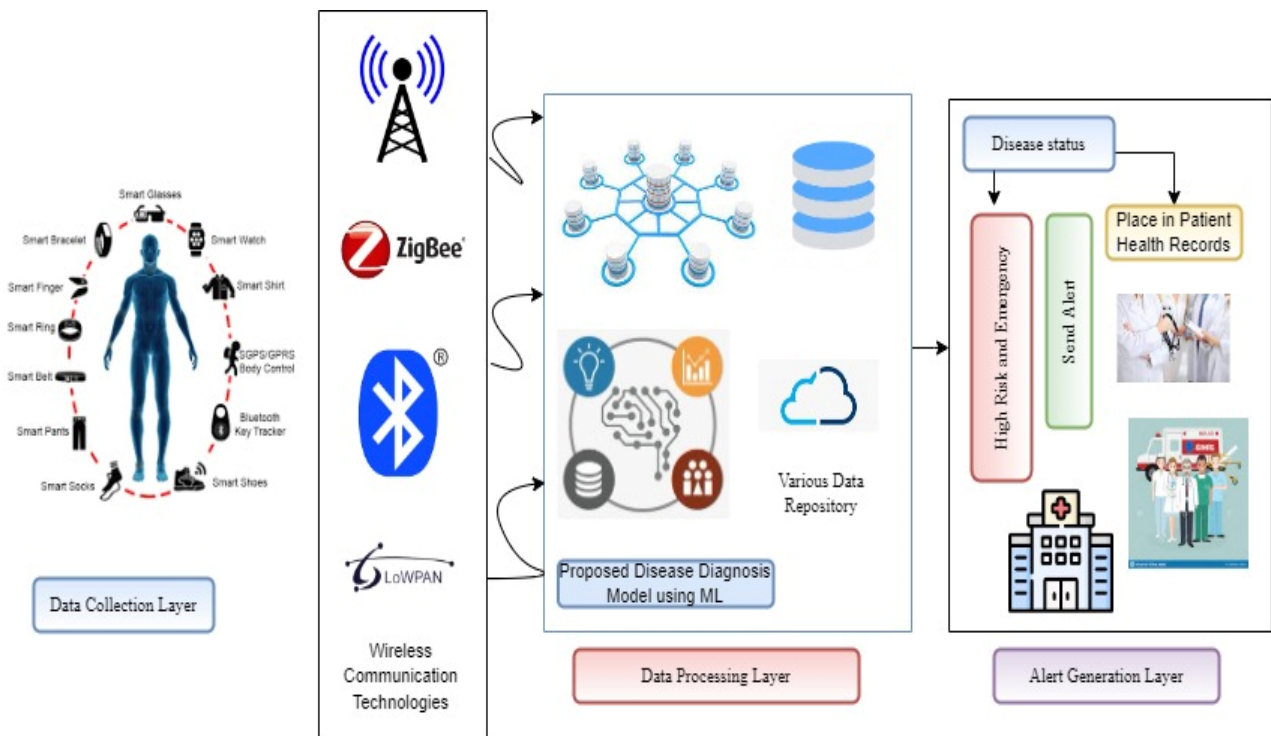 Smart Glasses
Smart Bracelet
Smart Watch
Smart Finger
Smart Shirt
Smart Ring
SGPS/GPRS
Body Control
Smart Belt
Bluetooth
Key Tracker
Smart Pants
Smart Socks
Smart Shoes
Data Collection Layer
ZigBee®
®
6LoWPAN
Wireless
Communication
Technologies
Various Data
Repository
Proposed Disease Diagnosis
Model using ML
Data Processing Layer
Disease status
High Risk and Emergency
Send Alert
Place in Patient
Health Records
Alert Generation Layer